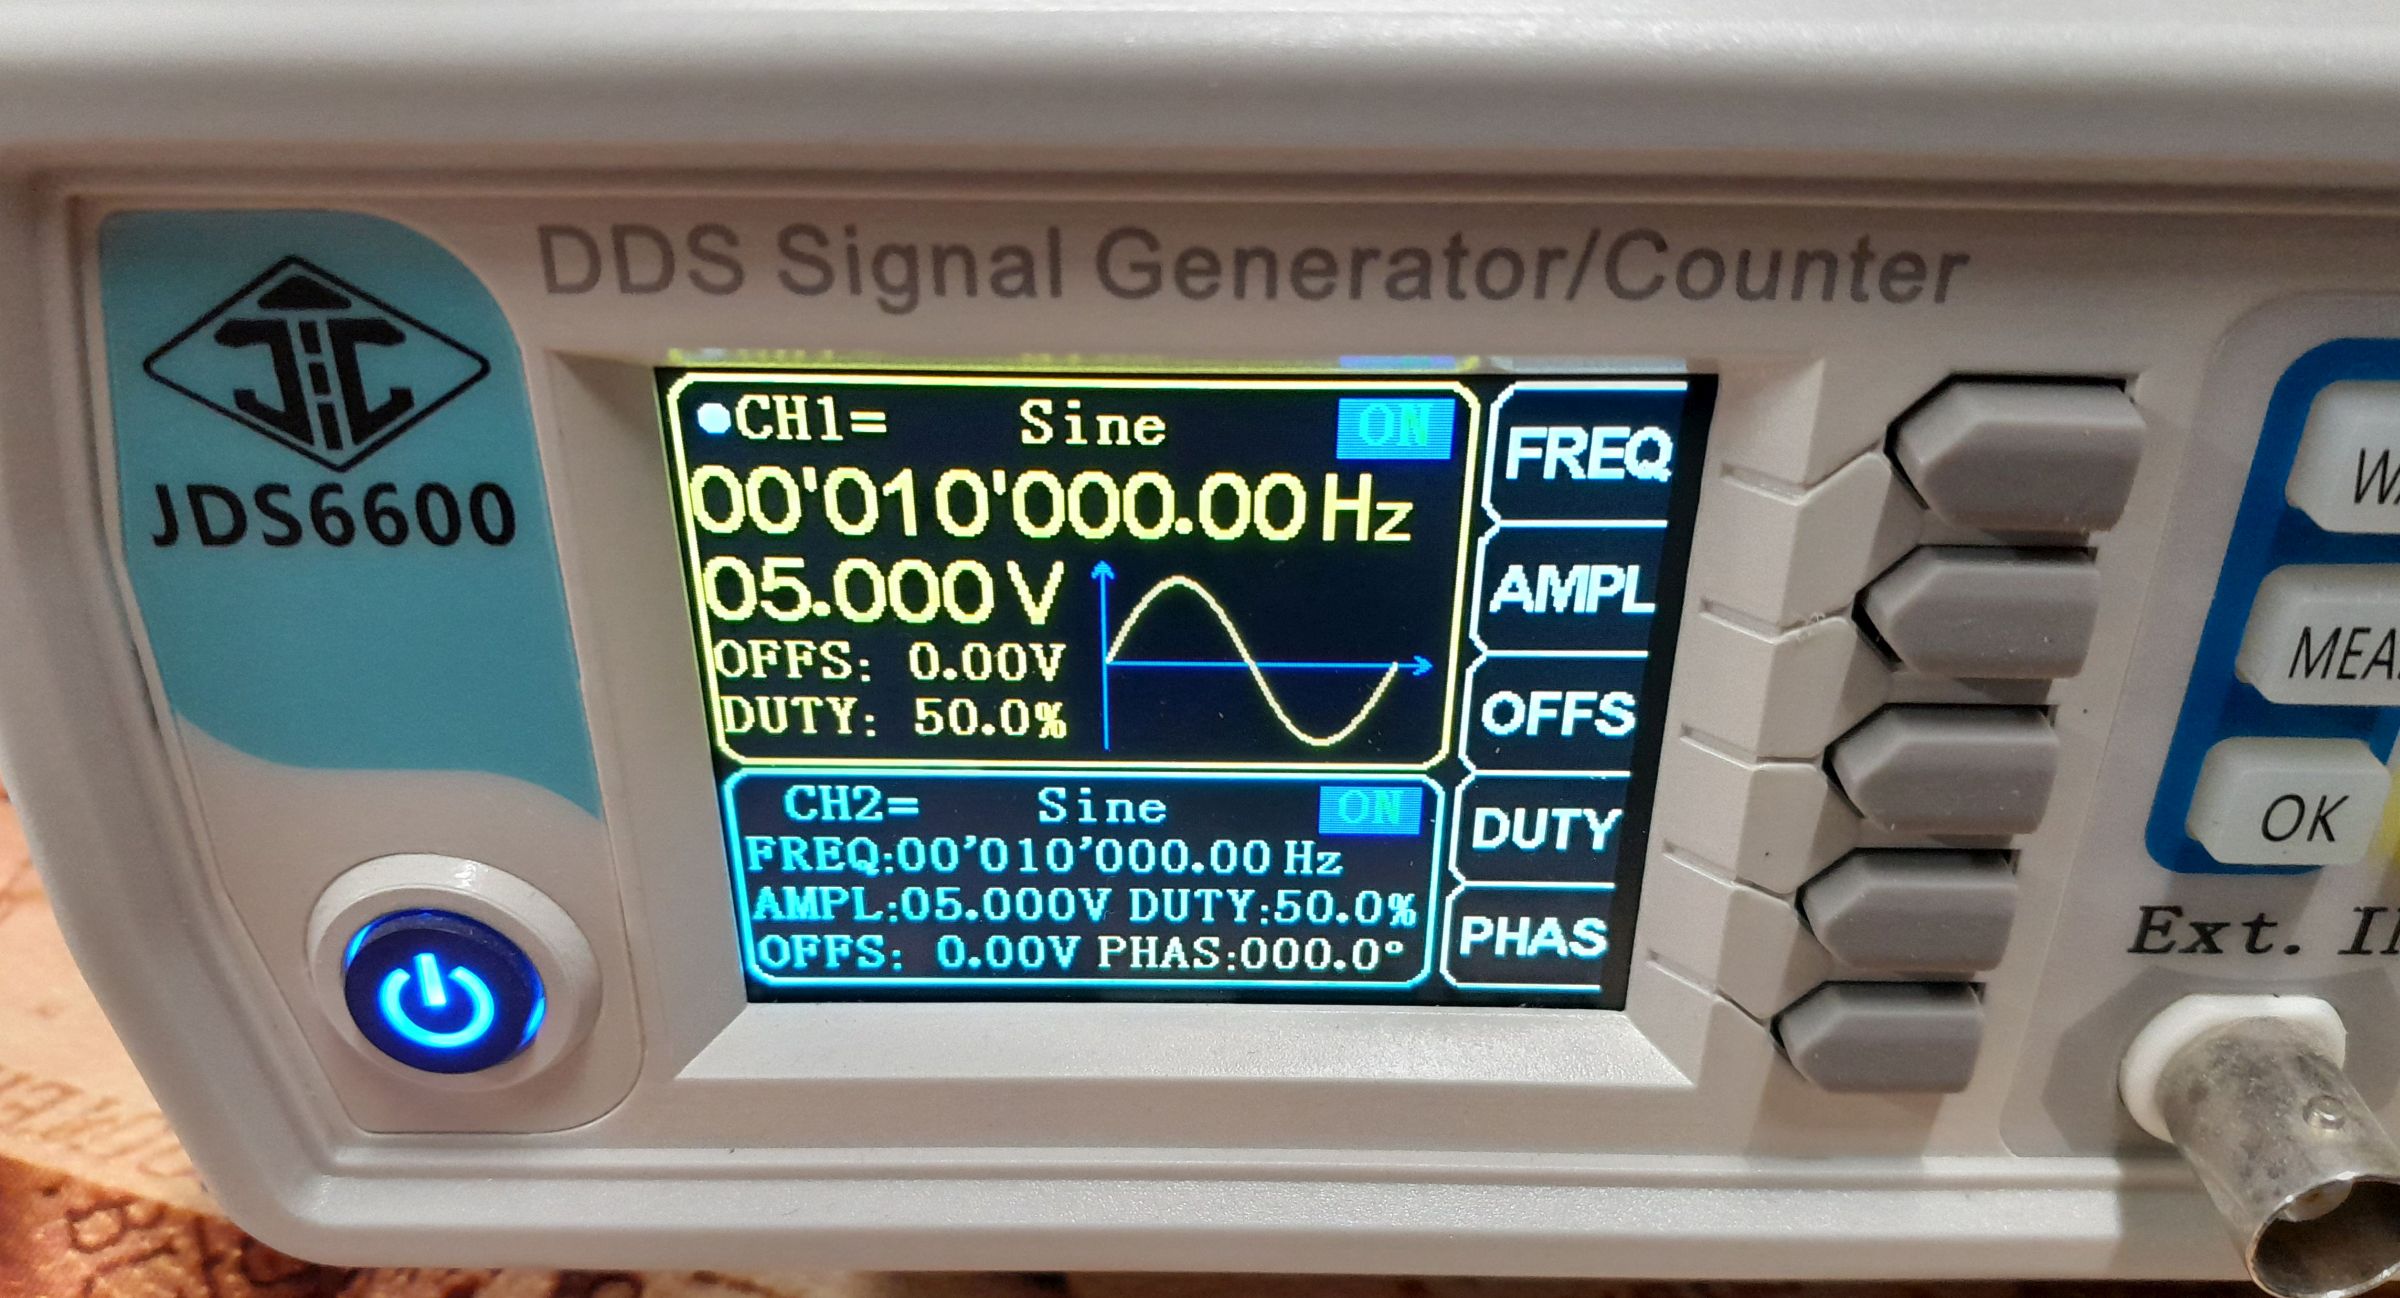 DDS Signal Generator/Counter
JDS6600
CH1= Sine ON
00'010'000.00 Hz
05.000 V
OFFS: 0.00V
DUTY: 50.0%
CH2= Sine ON
FREQ:00'010'000.00 Hz
AMPL:05.000V DUTY:50.0%
OFFS: 0.00V PHAS:000.0°
FREQ
AMPL
OFFS
DUTY
PHAS
OK
Ext.